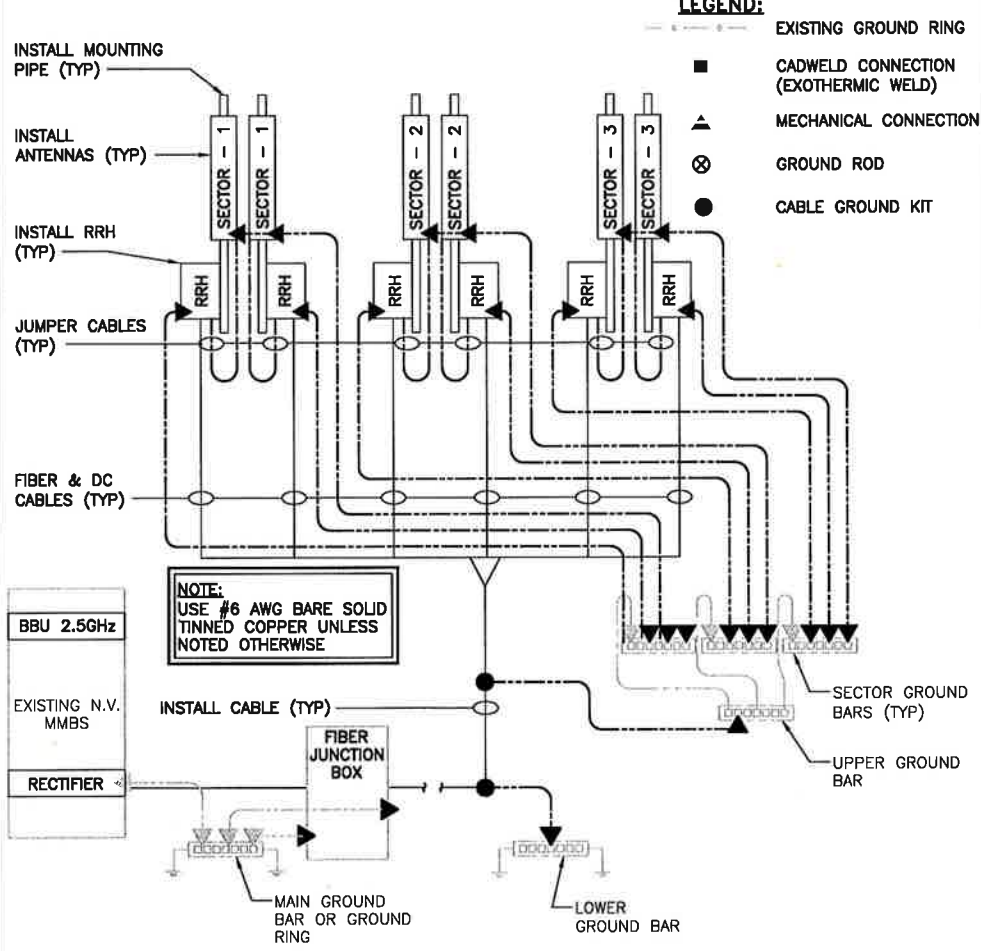 LEGEND:
EXISTING GROUND RING
CADWELD CONNECTION
(EXOTHERMIC WELD)
MECHANICAL CONNECTION
GROUND ROD
CABLE GROUND KIT
INSTALL MOUNTING
PIPE (TYP)
INSTALL
ANTENNAS (TYP)
INSTALL RRH
(TYP)
JUMPER CABLES
(TYP)
FIBER & DC
CABLES (TYP)
SECTOR - 1
SECTOR - 1
SECTOR - 2
SECTOR - 2
SECTOR - 3
SECTOR - 3
RRH
RRH
RRH
RRH
RRH
RRH
NOTE:
USE #6 AWG BARE SOLID
TINNED COPPER UNLESS
NOTED OTHERWISE
BBU 2.5GHz
EXISTING N.V.
MMBS
RECTIFIER
INSTALL CABLE (TYP)
FIBER
JUNCTION
BOX
SECTOR GROUND
BARS (TYP)
UPPER GROUND
BAR
MAIN GROUND
BAR OR GROUND
RING
LOWER
GROUND BAR